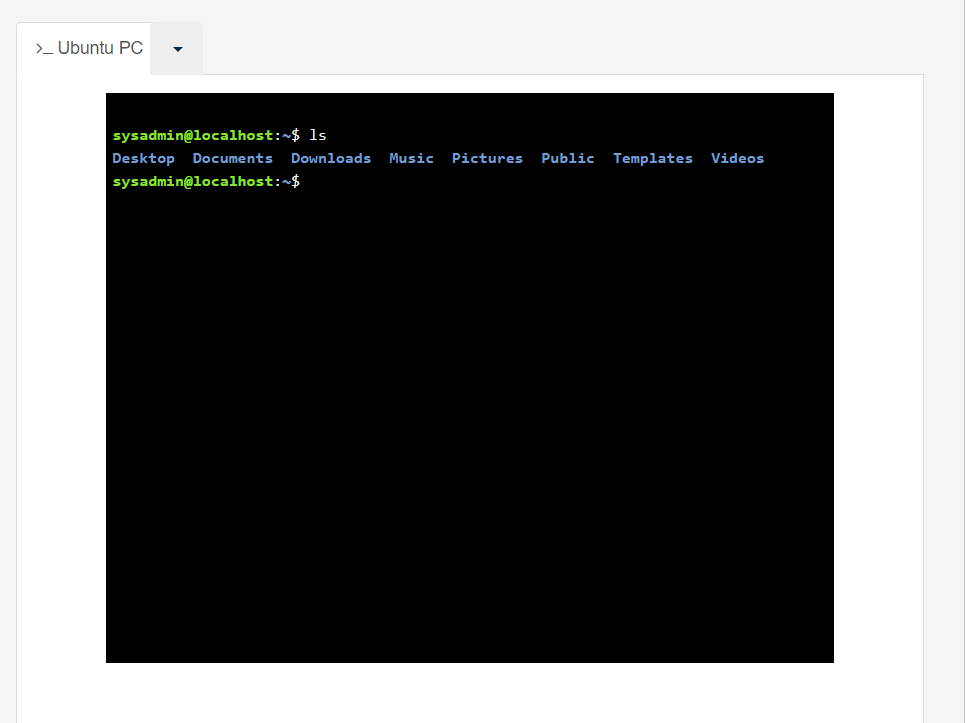 >_ Ubuntu PC
sysadmin@localhost:~$ ls
Desktop  Documents  Downloads  Music  Pictures  Public  Templates  Videos
sysadmin@localhost:~$